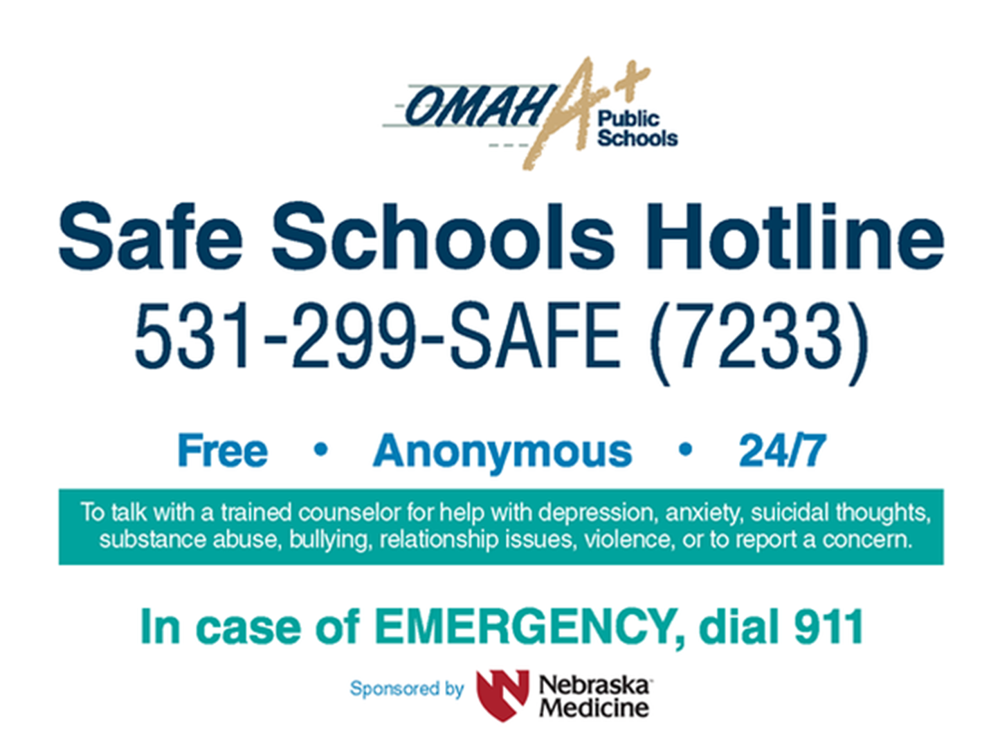 OMAHA+
Public
Schools
Safe Schools Hotline
531-299-SAFE (7233)
Free • Anonymous • 24/7
To talk with a trained counselor for help with depression, anxiety, suicidal thoughts,
substance abuse, bullying, relationship issues, violence, or to report a concern.
In case of EMERGENCY, dial 911
Sponsored by
Nebraska
Medicine